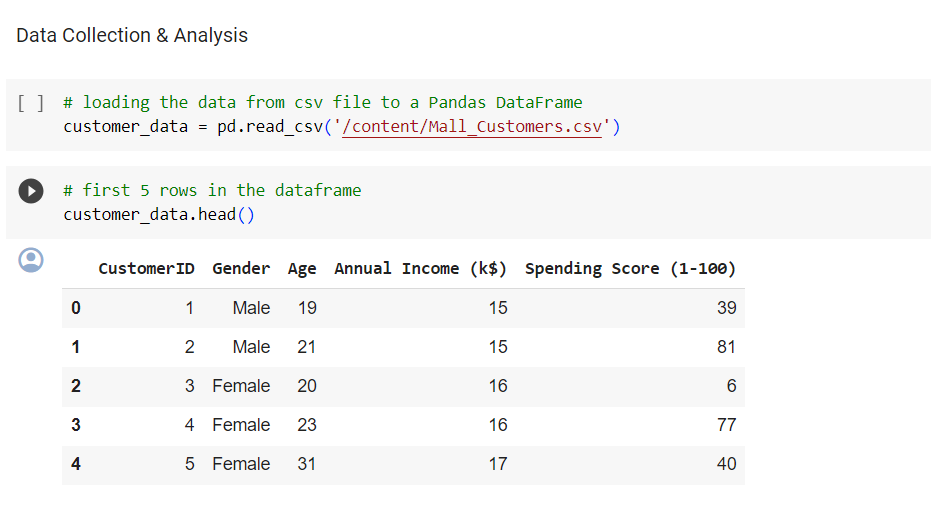 Data Collection & Analysis
[ ] # loading the data from csv file to a Pandas DataFrame
customer_data = pd.read_csv('/content/Mall_Customers.csv')
# first 5 rows in the dataframe
customer_data.head()
CustomerID Gender Age Annual Income (k$) Spending Score (1-100)
0 1 Male 19 15 39
1 2 Male 21 15 81
2 3 Female 20 16 6
3 4 Female 23 16 77
4 5 Female 31 17 40